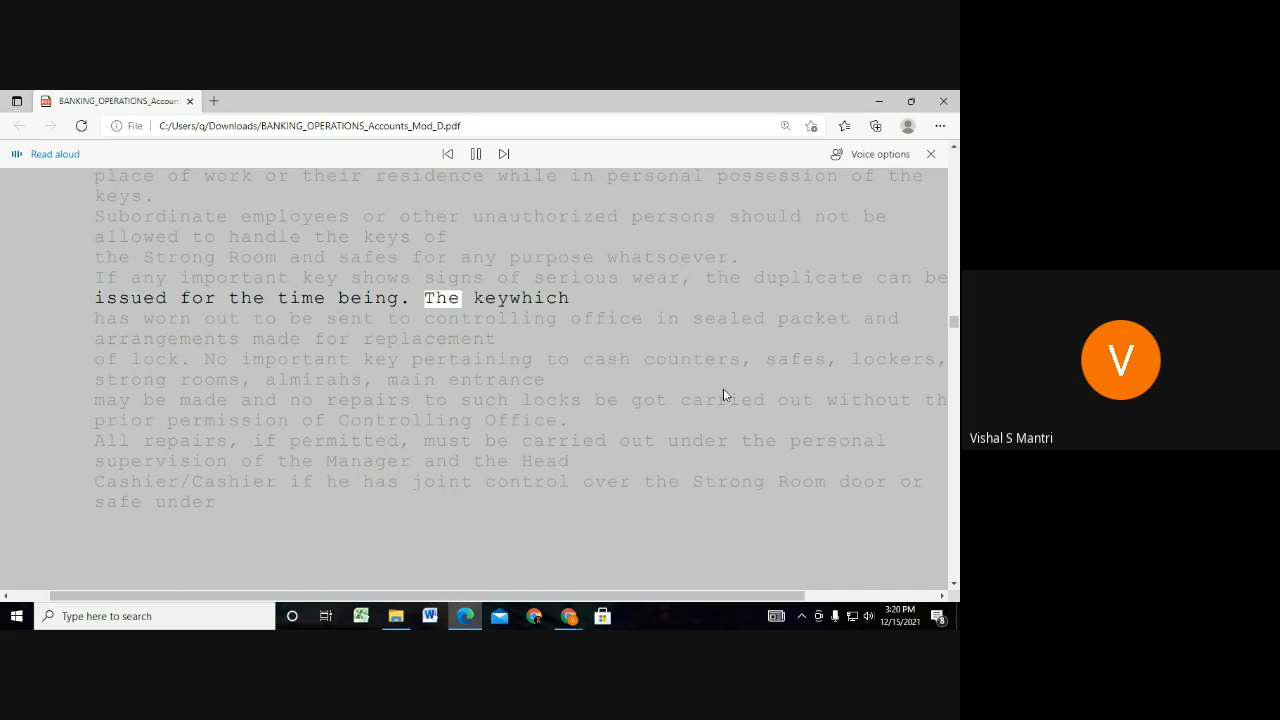 BANKING_OPERATIONS_Accoun
File
C:/Users/q/Downloads/BANKING_OPERATIONS_Accounts_Mod_D.pdf
Read aloud
Voice options
place of work or their residence while in personal possession of the
keys.
Subordinate employees or other unauthorized persons should not be
allowed to handle the keys of
the Strong Room and safes for any purpose whatsoever.
If any important key shows signs of serious wear, the duplicate can be
issued for the time being. The keywhich
has worn out to be sent to controlling office in sealed packet and
arrangements made for replacement
of lock. No important key pertaining to cash counters, safes, lockers,
strong rooms, almirahs, main entrance
may be made and no repairs to such locks be got carried out without th
prior permission of Controlling Office.
All repairs, if permitted, must be carried out under the personal
supervision of the Manager and the Head
Cashier/Cashier if he has joint control over the Strong Room door or
safe under
V
Vishal S Mantri
Type here to search
3:20 PM
12/15/2021
8